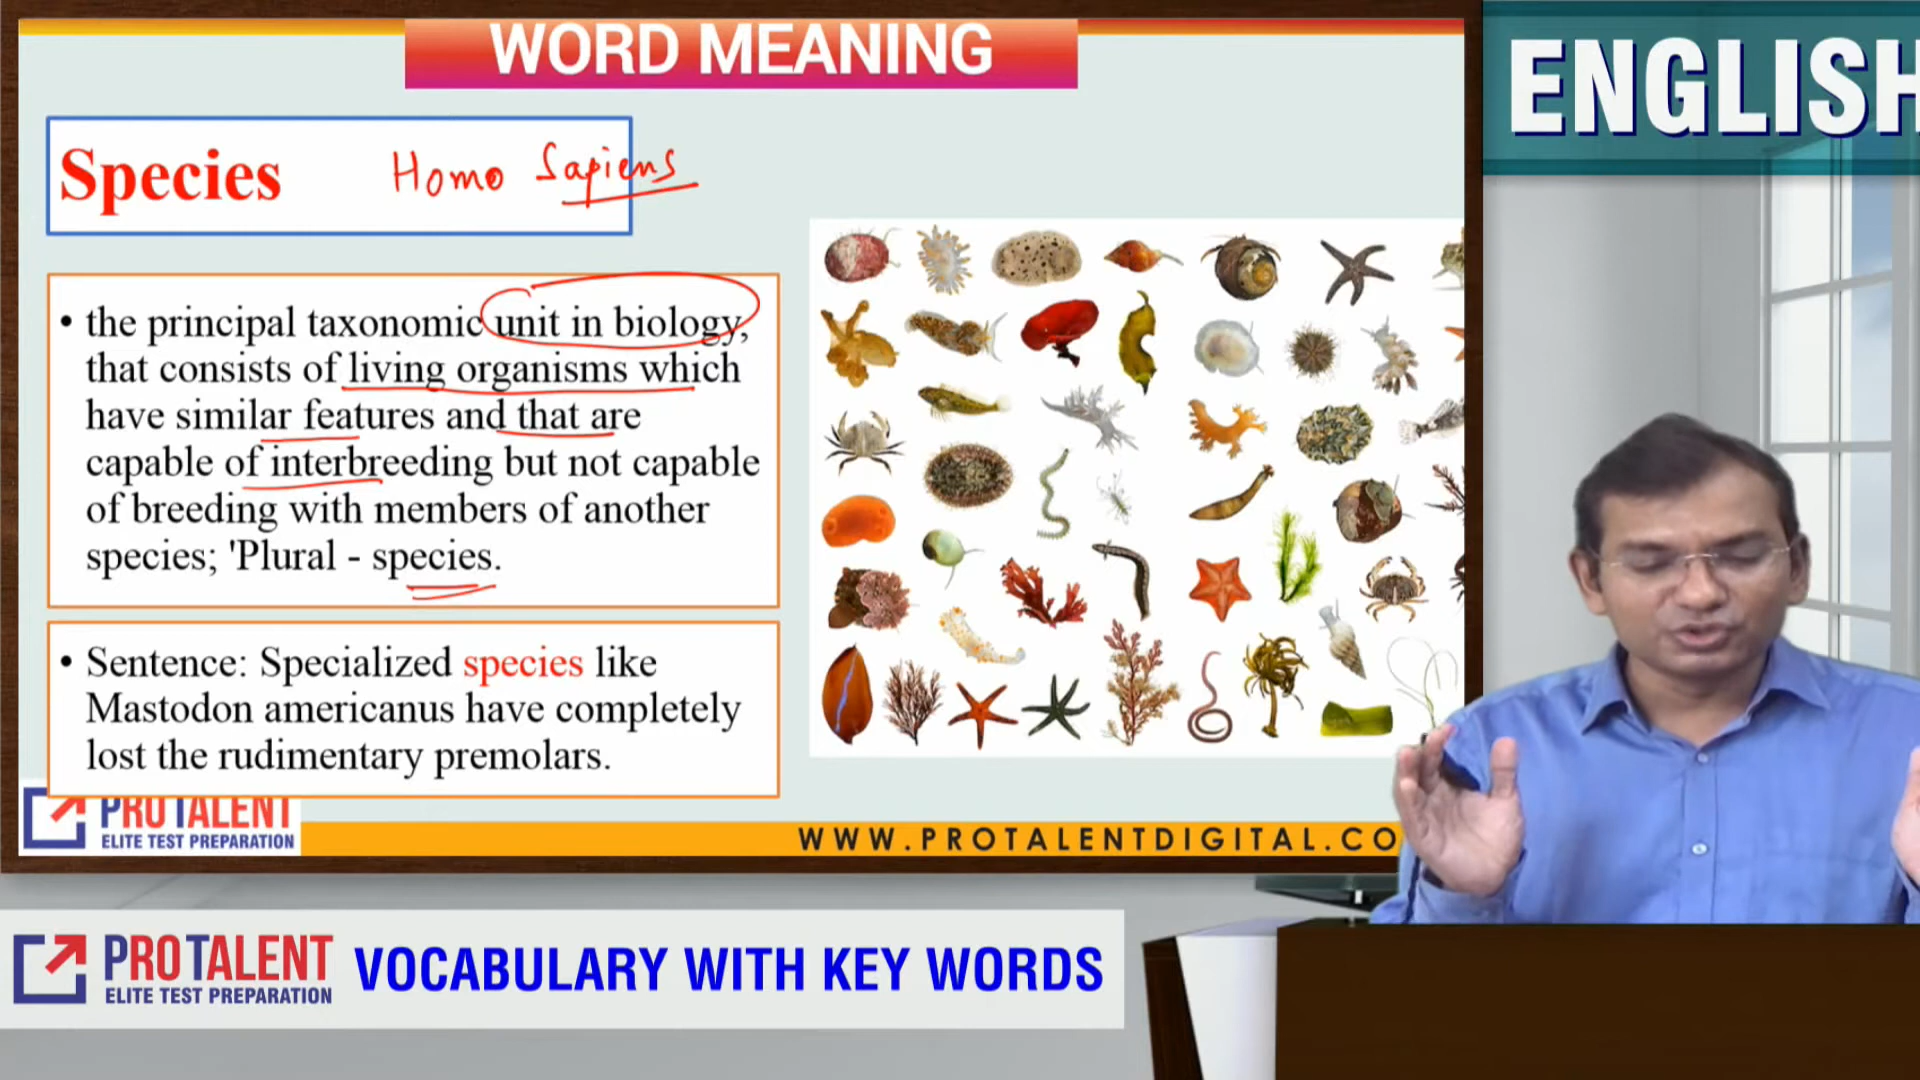 WORD MEANING
ENGLISH
Species Homo Sapiens
• the principal taxonomic unit in biology,
that consists of living organisms which
have similar features and that are
capable of interbreeding but not capable
of breeding with members of another
species; 'Plural - species.
• Sentence: Specialized species like
Mastodon americanus have completely
lost the rudimentary premolars.
PROTALENT
ELITE TEST PREPARATION
WWW.PROTALENTDIGITAL.CO
PROTALENT
ELITE TEST PREPARATION
VOCABULARY WITH KEY WORDS